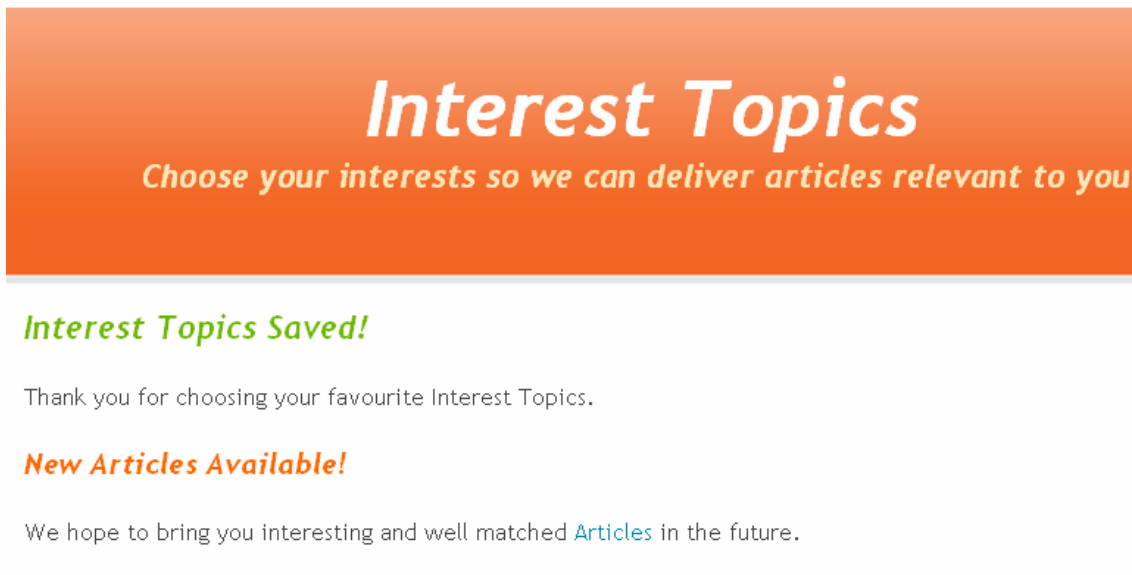 Interest Topics
Choose your interests so we can deliver articles relevant to you
Interest Topics Saved!
Thank you for choosing your favourite Interest Topics.
New Articles Available!
We hope to bring you interesting and well matched Articles in the future.